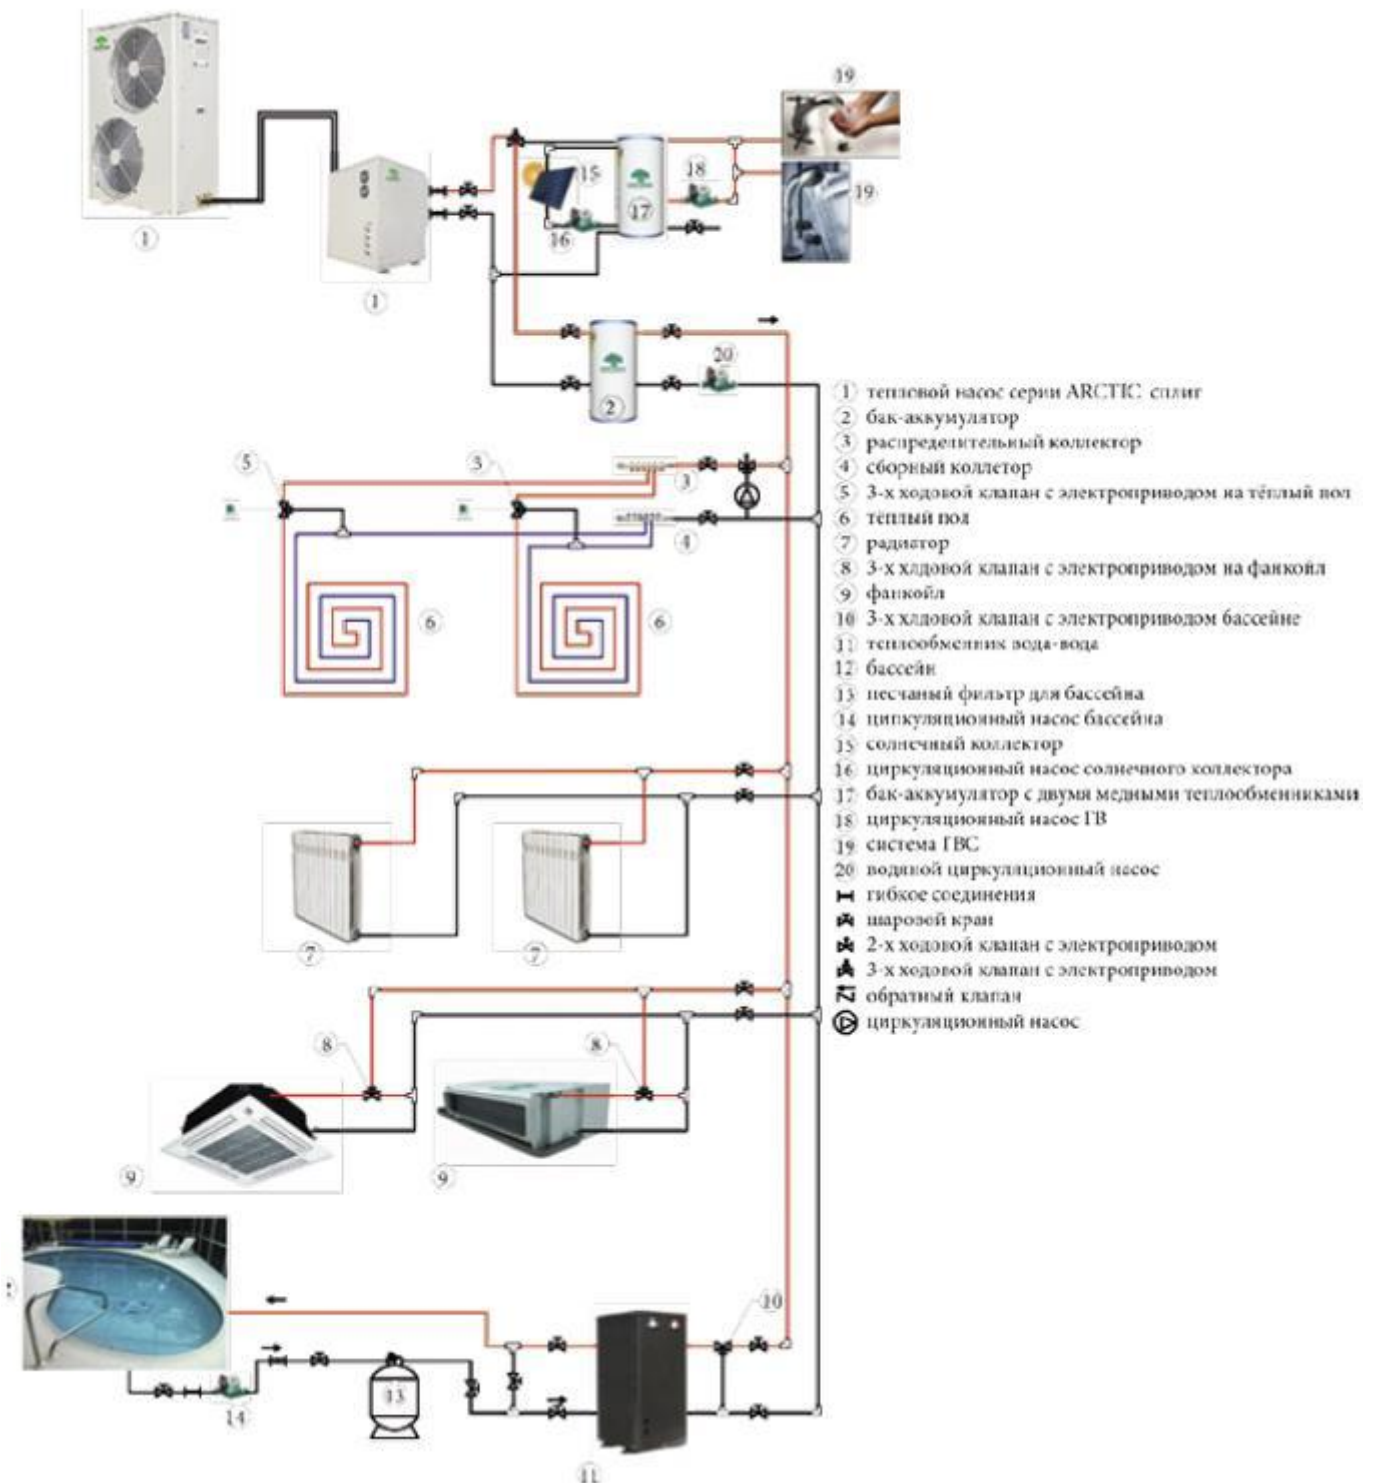 19
15
18
19
1
17
16
1
20
2
5
5
3
4
6
6
7
7
8
8
9
9
10
14
13
11
1 тепловой насос серии ARCTIC сплит
2 бак-аккумулятор
3 распределительный коллектор
4 сборный коллетор
5 3-х ходовой клапан с электроприводом на тёплый пол
6 тёплый пол
7 радиатор
8 3-х хлдовой клапан с электроприводом на фанкойл
9 фанкойл
10 3-х хлдовой клапан с электроприводом бассейне
11 теплообменник вода-вода
12 бассейн
13 песчаный фильтр для бассейна
14 циркуляционный насос бассейна
15 солнечный коллектор
16 циркуляционный насос солнечного коллектора
17 бак-аккумулятор с двумя медными теплообменниками
18 циркуляционный насос ГВ
19 система ГВС
20 водяной циркуляционный насос
гибкое соединения
шаровой кран
2-х ходовой клапан с электроприводом
3-х ходовой клапан с электроприводом
обратный клапан
циркуляционный насос